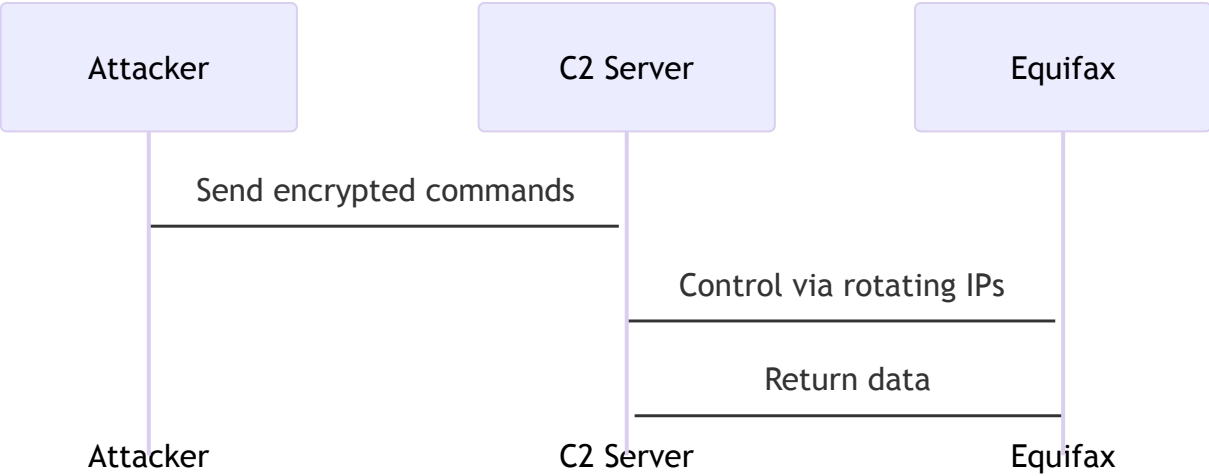 Attacker
C2 Server
Equifax
Send encrypted commands
Control via rotating IPs
Return data
Attacker
C2 Server
Equifax